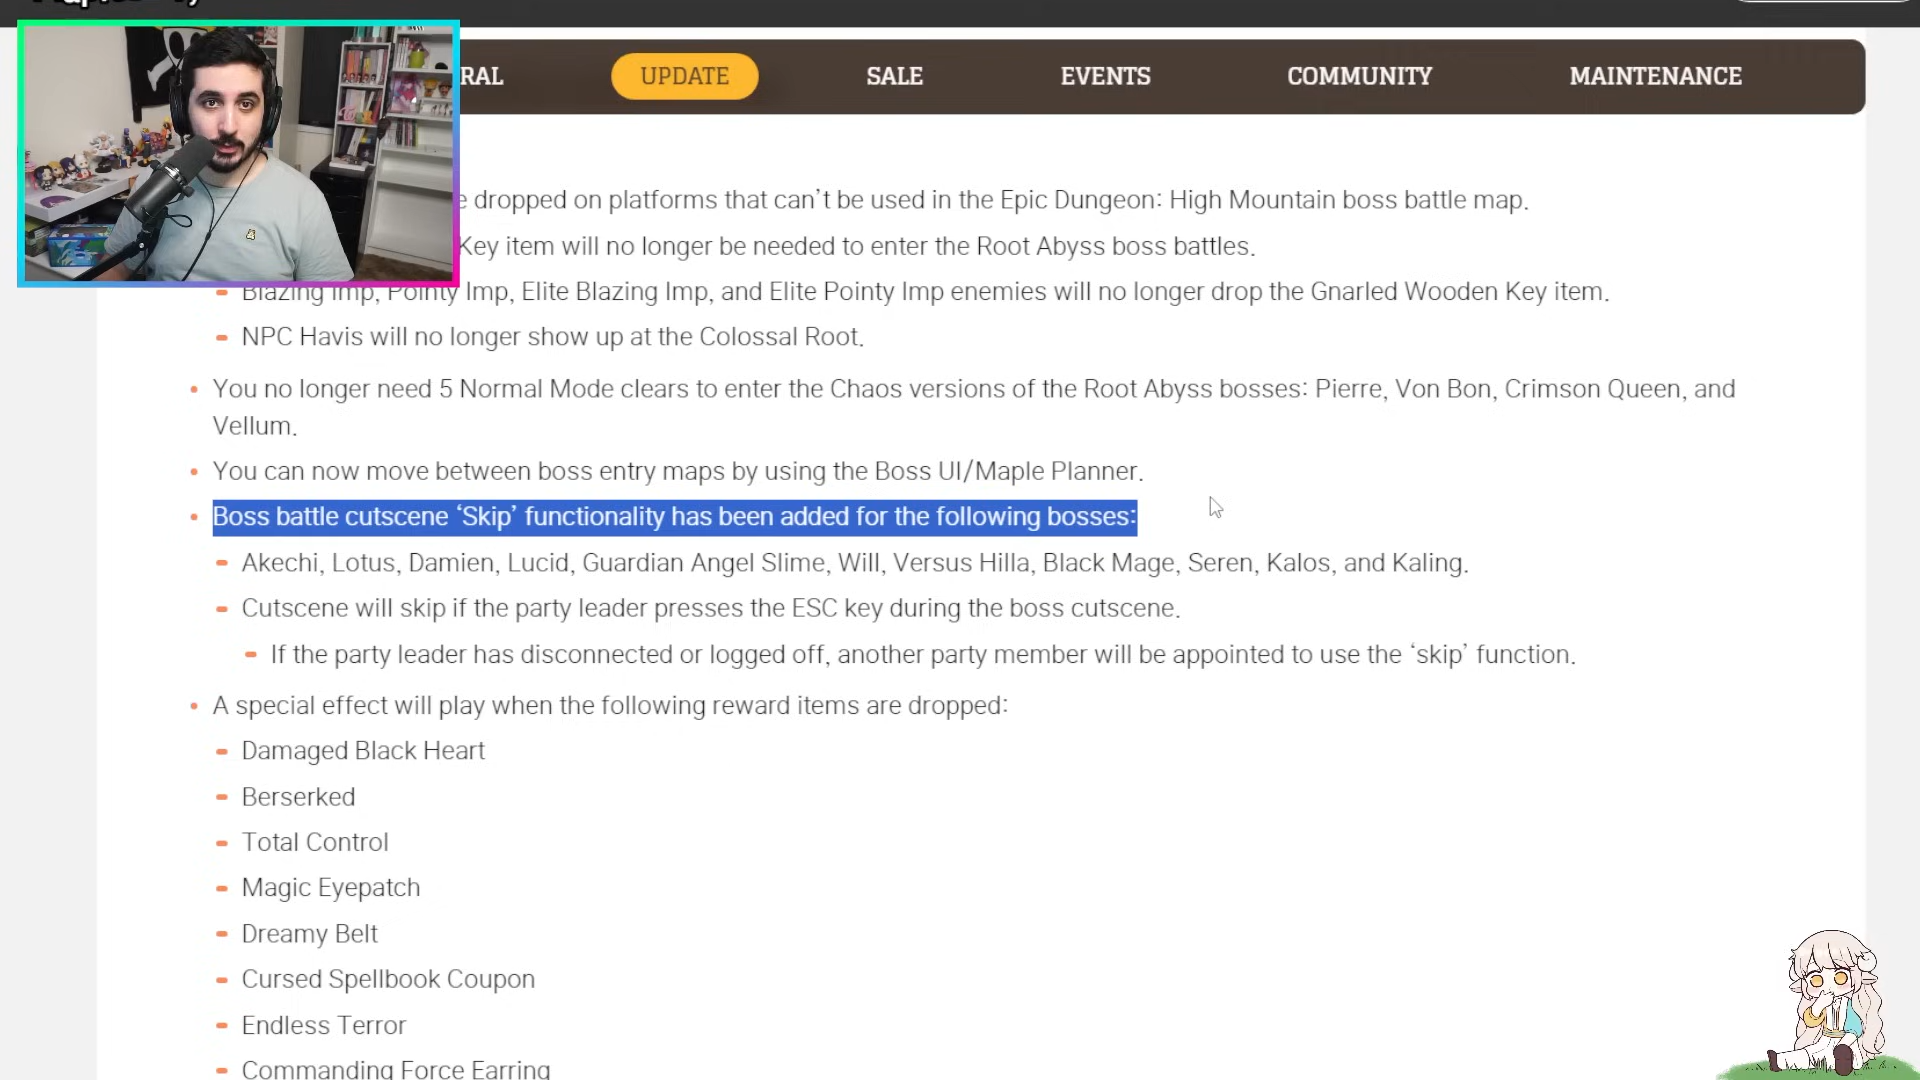 RAL
UPDATE
SALE
EVENTS
COMMUNITY
MAINTENANCE
dropped on platforms that can’t be used in the Epic Dungeon: High Mountain boss battle map.
Key item will no longer be needed to enter the Root Abyss boss battles.
Blazing Imp, Pointy Imp, Elite Blazing Imp, and Elite Pointy Imp enemies will no longer drop the Gnarled Wooden Key item.
NPC Havis will no longer show up at the Colossal Root.
You no longer need 5 Normal Mode clears to enter the Chaos versions of the Root Abyss bosses: Pierre, Von Bon, Crimson Queen, and
Vellum.
You can now move between boss entry maps by using the Boss UI/Maple Planner.
Boss battle cutscene ‘Skip’ functionality has been added for the following bosses:
Akechi, Lotus, Damien, Lucid, Guardian Angel Slime, Will, Versus Hilla, Black Mage, Seren, Kalos, and Kaling.
Cutscene will skip if the party leader presses the ESC key during the boss cutscene.
If the party leader has disconnected or logged off, another party member will be appointed to use the ‘skip’ function.
A special effect will play when the following reward items are dropped:
Damaged Black Heart
Berserked
Total Control
Magic Eyepatch
Dreamy Belt
Cursed Spellbook Coupon
Endless Terror
Commanding Force Earring